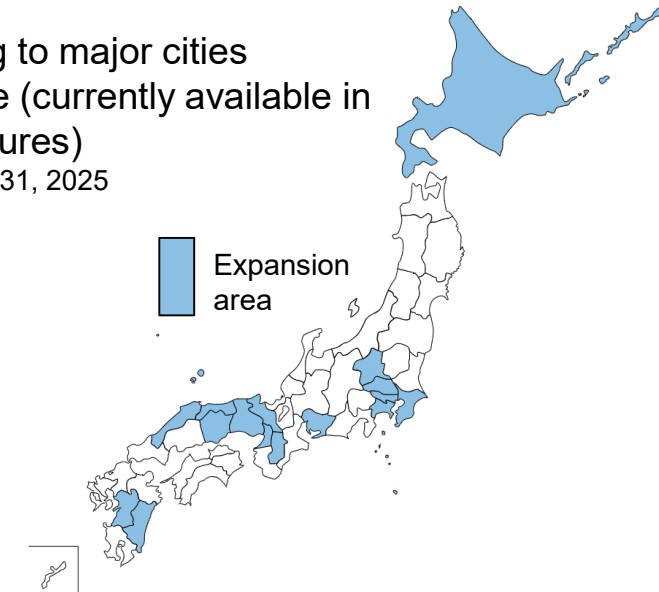 g to major cities
e (currently available in
ures)
31, 2025
Expansion
area